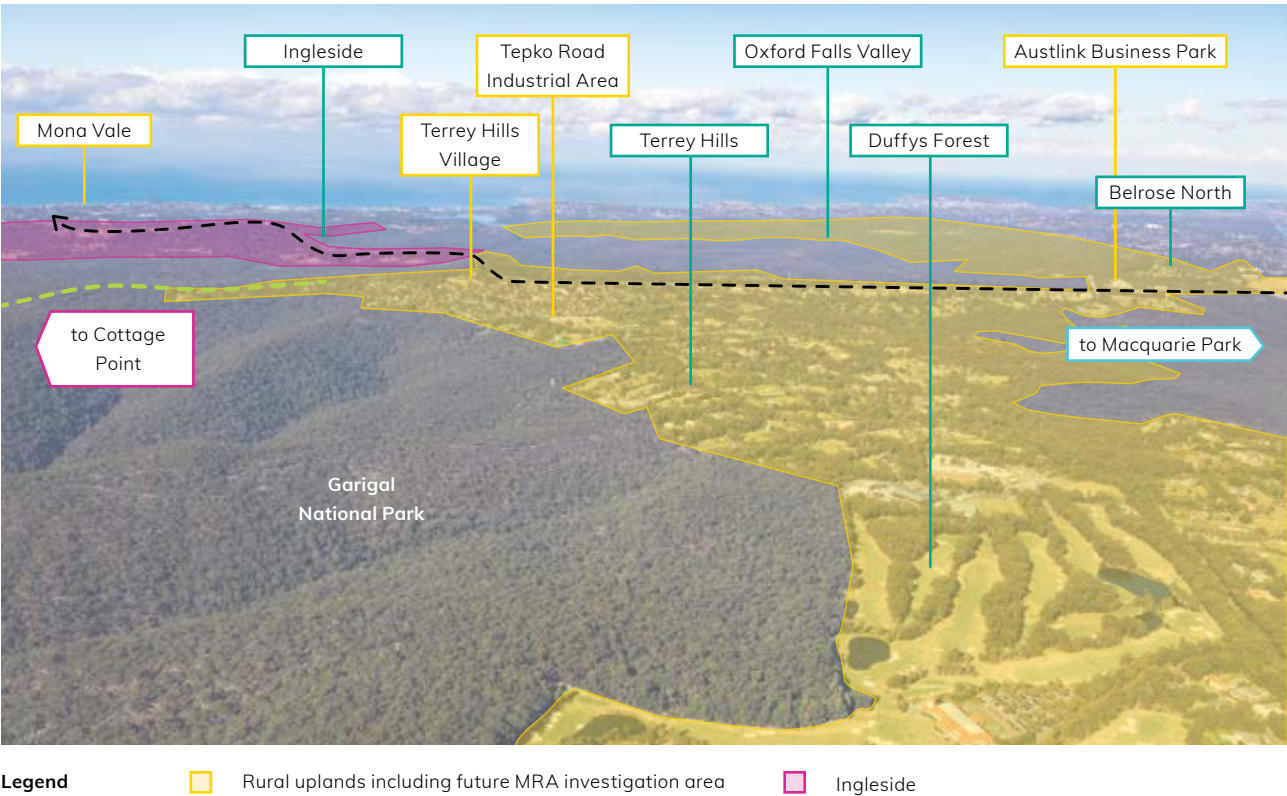 Ingleside
Tepko Road
Industrial Area
Oxford Falls Valley
Austlink Business Park
Mona Vale
Terrey Hills
Village
Terrey Hills
Duffys Forest
Belrose North
to Cottage
Point
to Macquarie Park
Garigal
National Park
Legend
Rural uplands including future MRA investigation area
Ingleside